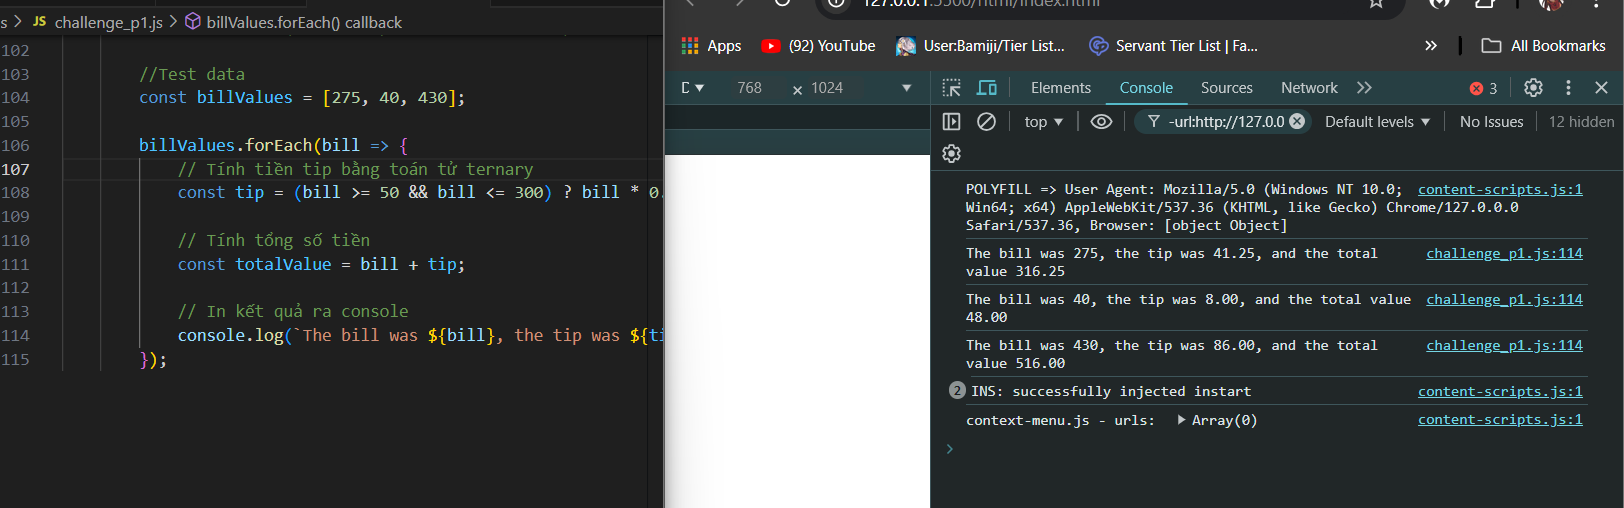 s > JS challenge_p1.js > billValues.forEach() callback
102
103 //Test data
104 const billValues = [275, 40, 430];
105
106 billValues.forEach(bill => {
107 // Tính tiền tip bằng toán tử ternary
108 const tip = (bill >= 50 && bill <= 300) ? bill * 0.
109
110 // Tính tổng số tiền
111 const totalValue = bill + tip;
112
113 // In kết quả ra console
114 console.log(`The bill was ${bill}, the tip was ${ti
115 });
127.0.0.1:5500/html/index.html
Apps (92) YouTube User:Bamiji/Tier List... Servant Tier List | Fa... » All Bookmarks
D ▼ 768 × 1024 ▼
Elements Console Sources Network 3
top ▼ -url:http://127.0.0 Default levels ▼ No Issues 12 hidden
POLYFILL => User Agent: Mozilla/5.0 (Windows NT 10.0; content-scripts.js:1
Win64; x64) AppleWebKit/537.36 (KHTML, like Gecko) Chrome/127.0.0.0
Safari/537.36, Browser: [object Object]
The bill was 275, the tip was 41.25, and the total challenge_p1.js:114
value 316.25
The bill was 40, the tip was 8.00, and the total value challenge_p1.js:114
48.00
The bill was 430, the tip was 86.00, and the total challenge_p1.js:114
value 516.00
2 INS: successfully injected instart content-scripts.js:1
context-menu.js - urls: ▶ Array(0) content-scripts.js:1